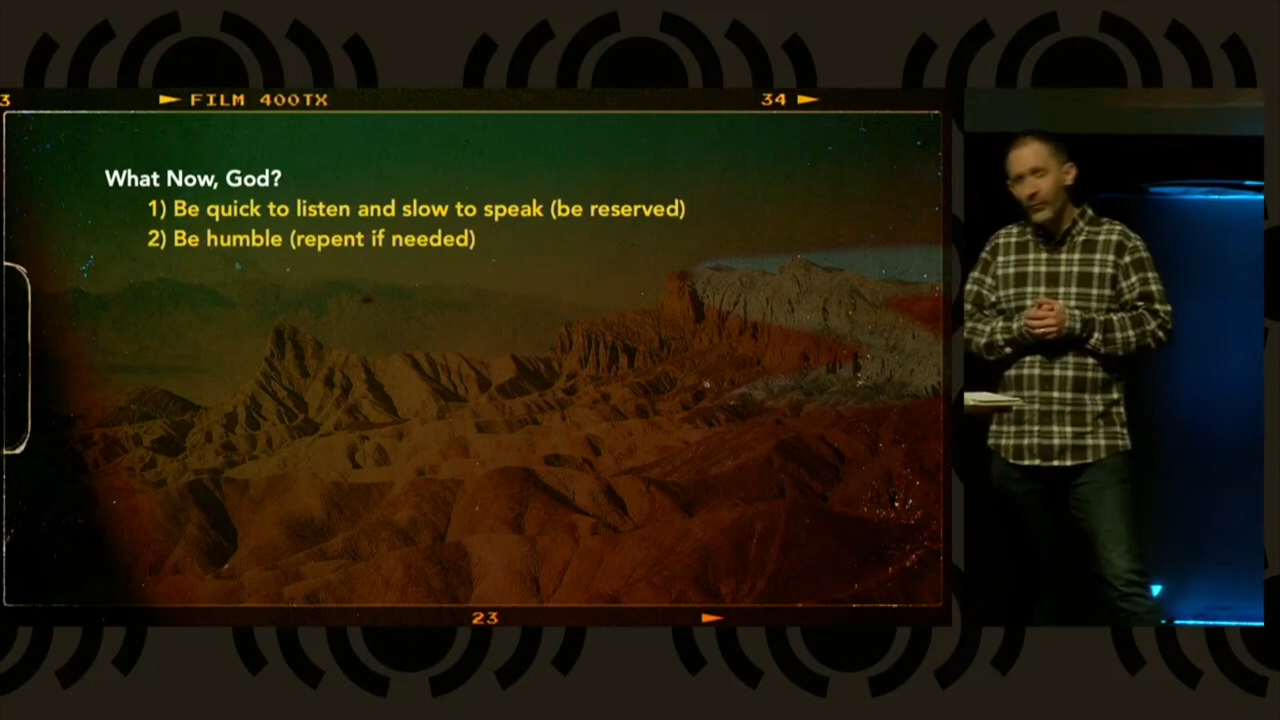 3 FILM 400TX 34
What Now, God?
1) Be quick to listen and slow to speak (be reserved)
2) Be humble (repent if needed)
23